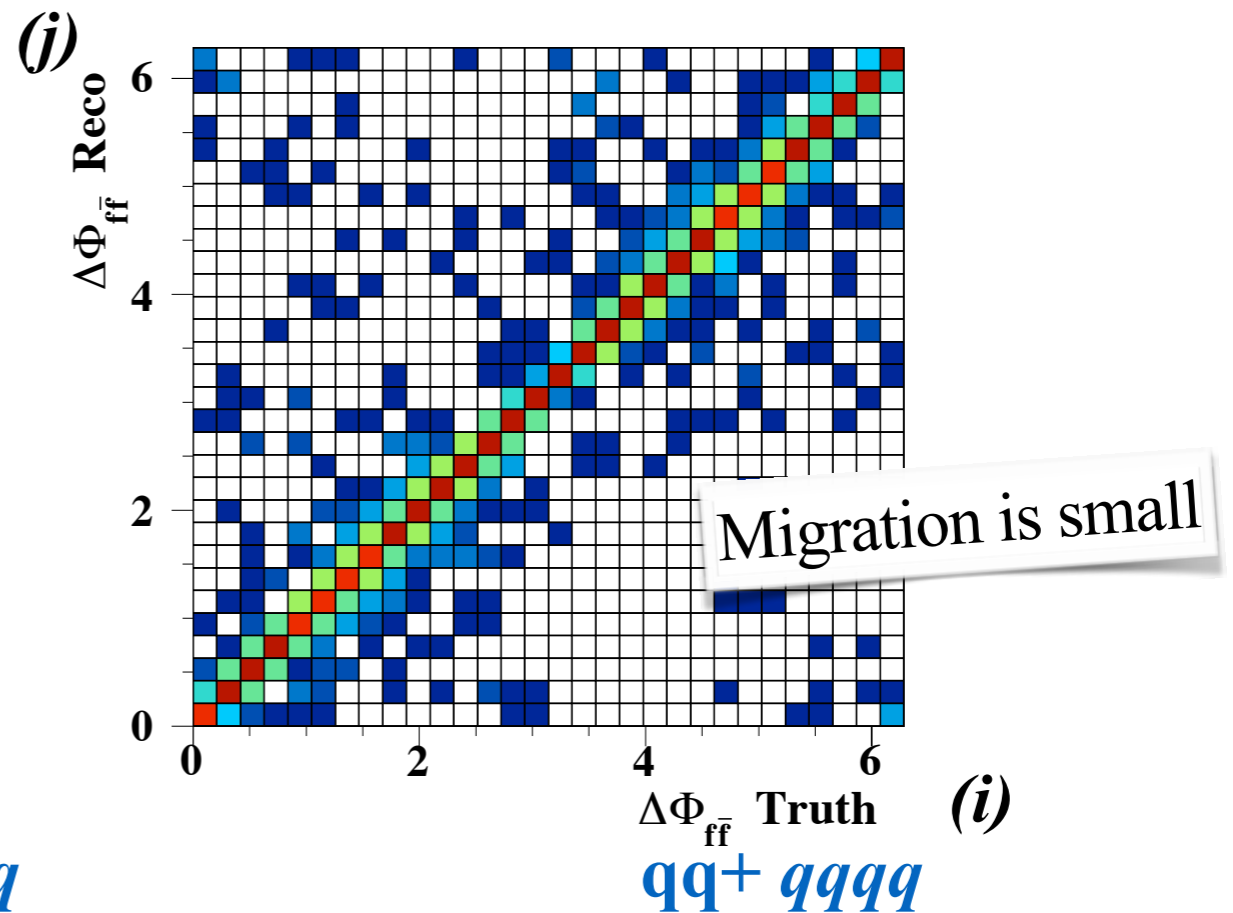 (j)
ΔΦff̄ Reco
6
4
2
0
0 2 4 6
Migration is small
ΔΦff̄ Truth (i)
q qq+ qqqq